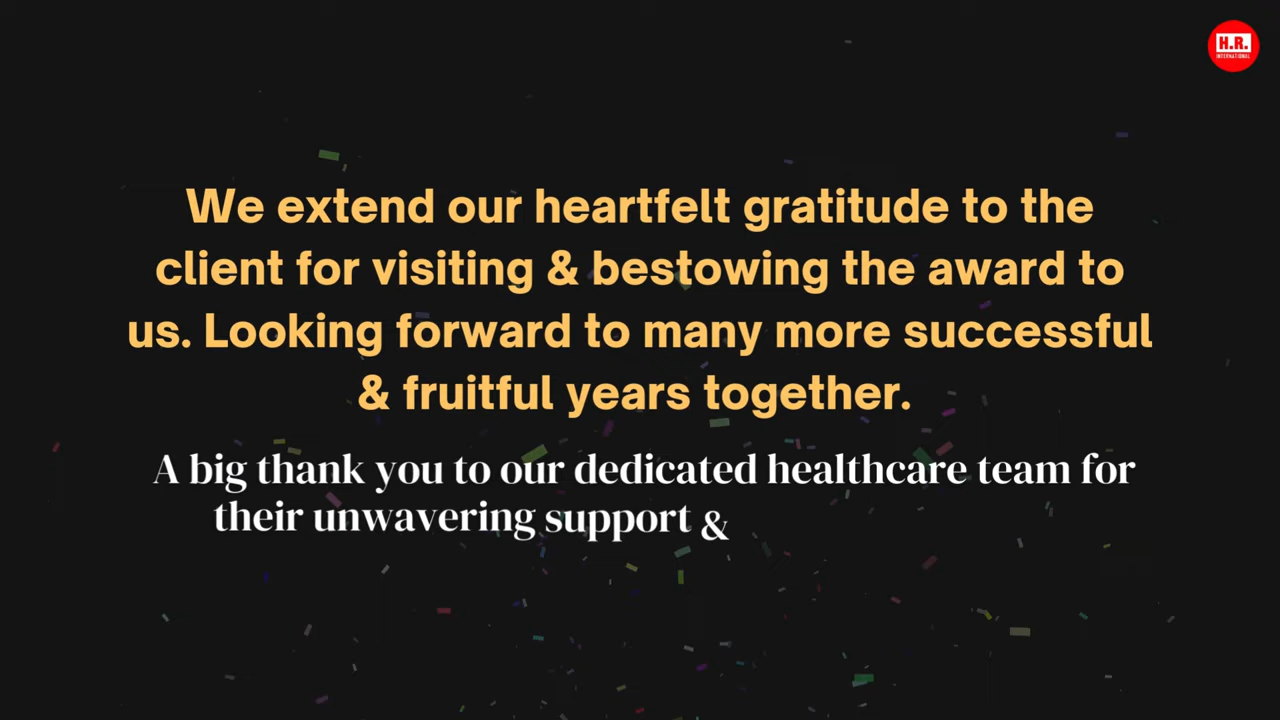 H.R.
INTERNATIONAL
We extend our heartfelt gratitude to the
client for visiting & bestowing the award to
us. Looking forward to many more successful
& fruitful years together.
A big thank you to our dedicated healthcare team for
their unwavering support &